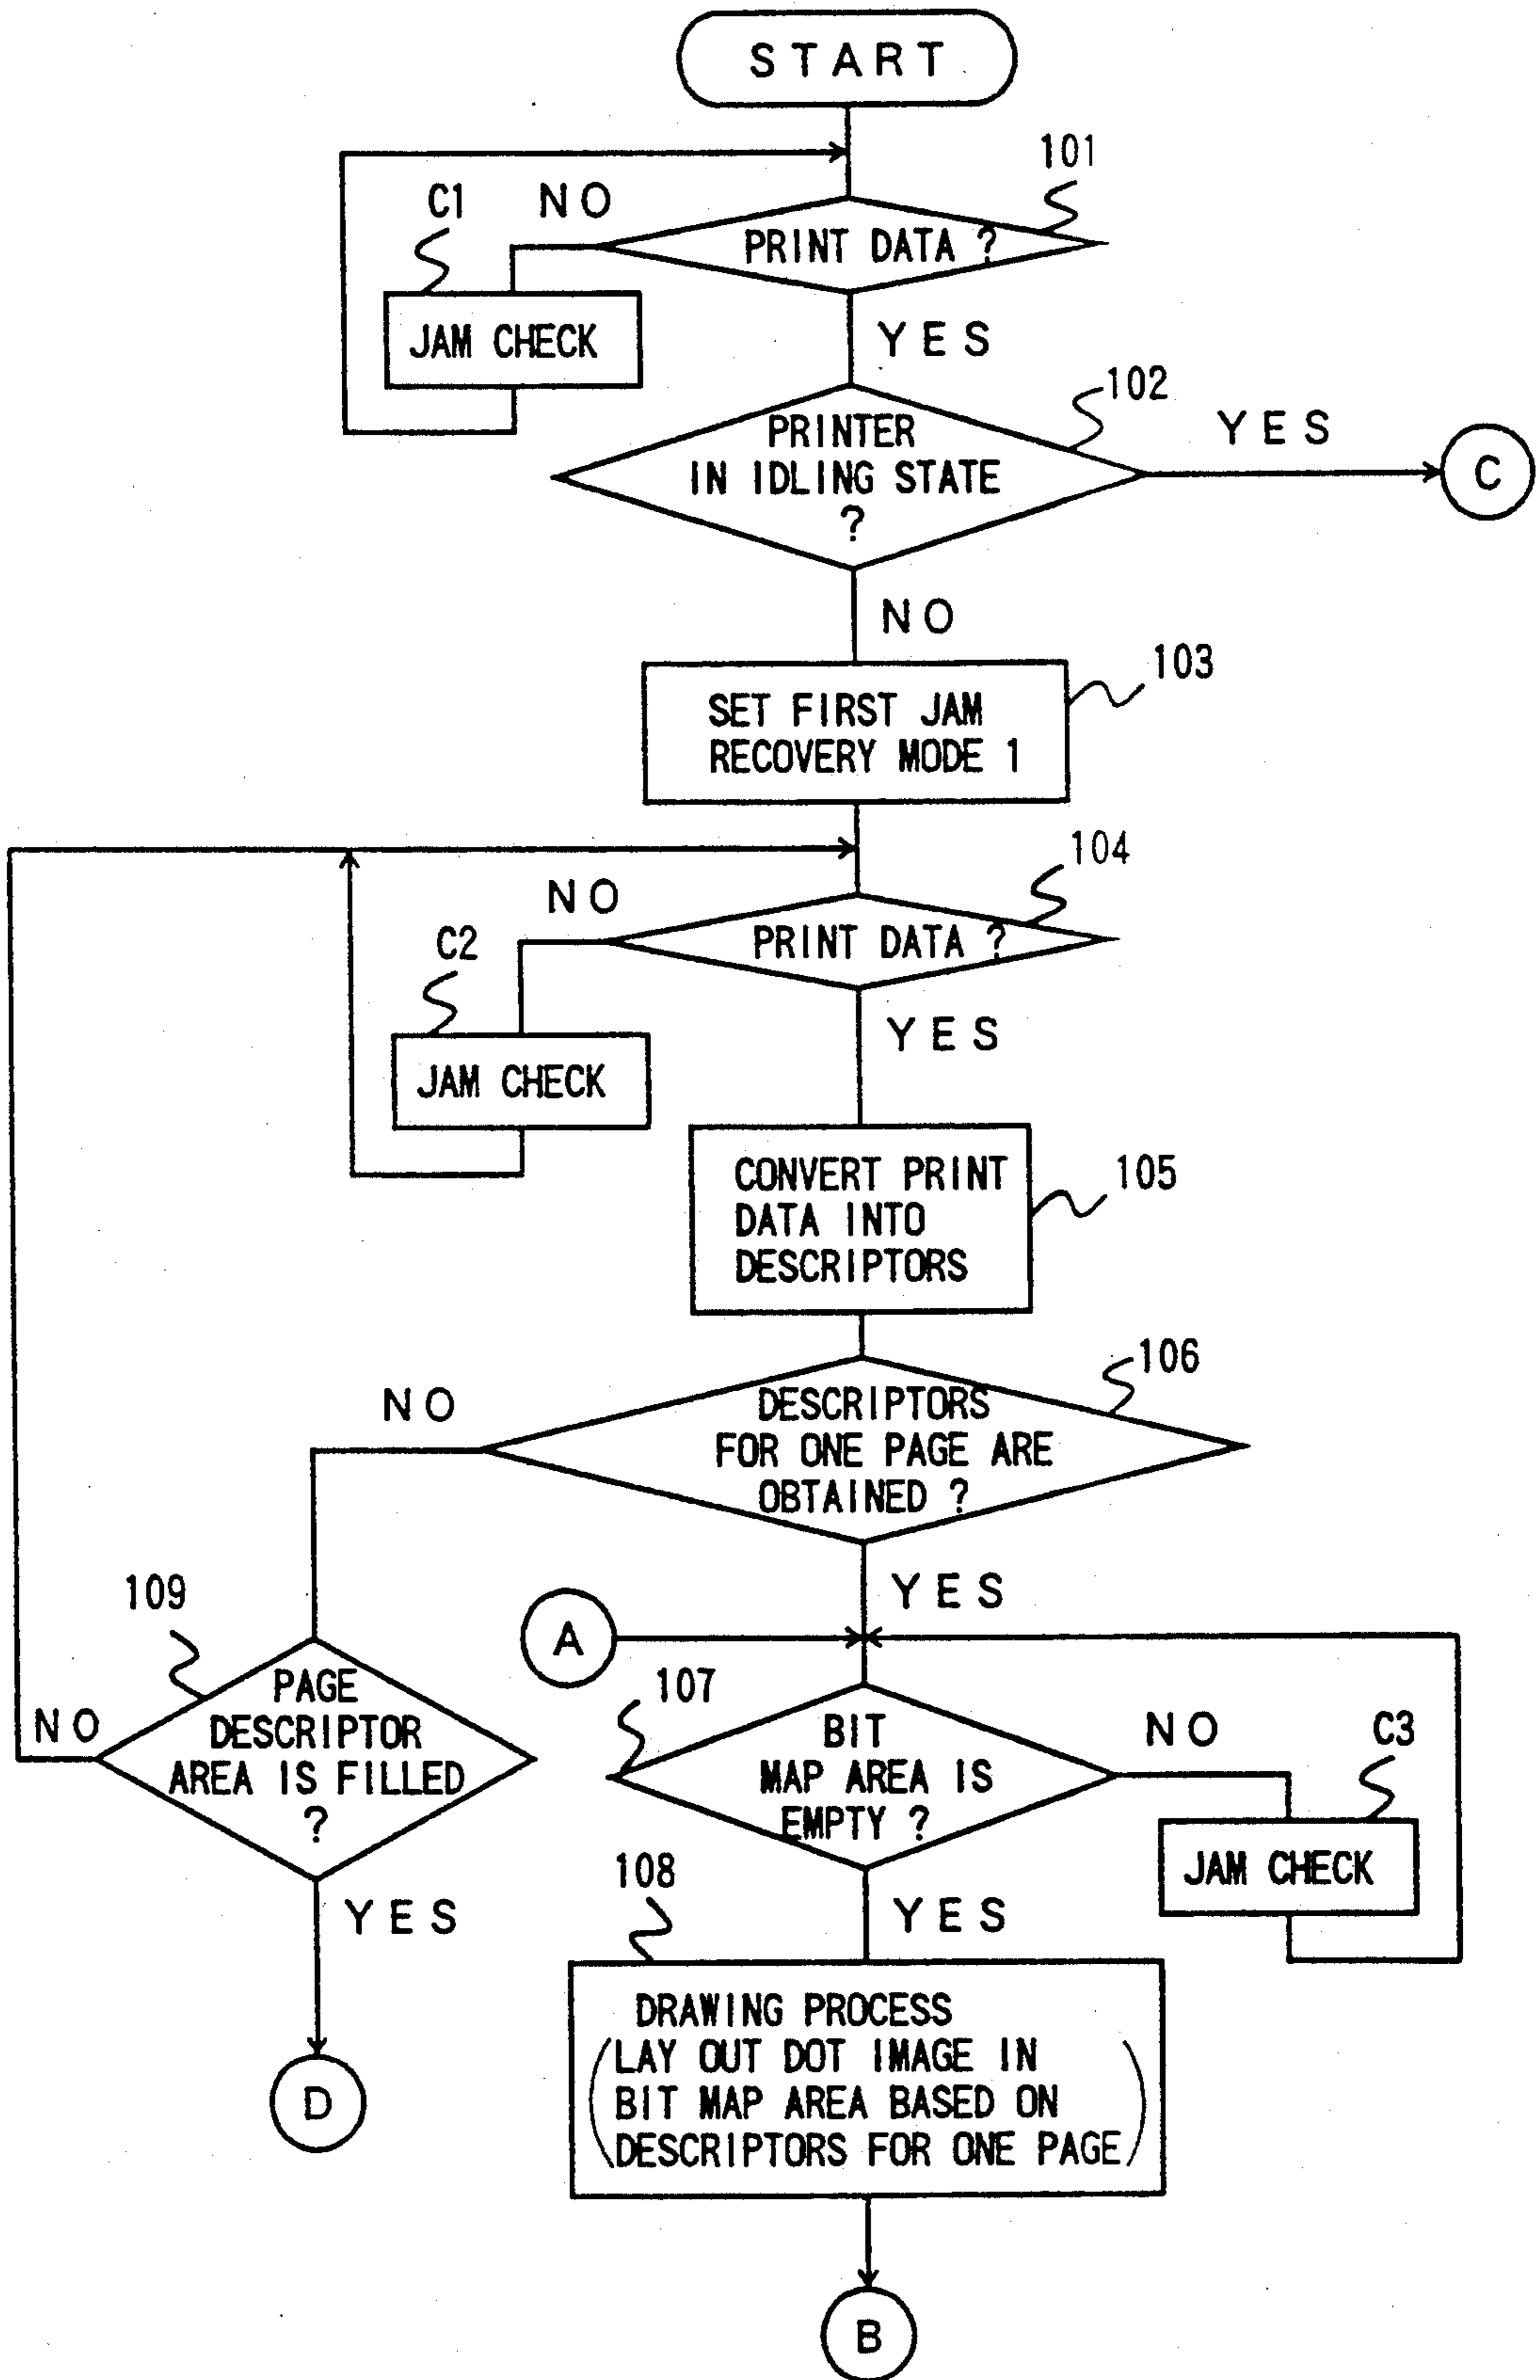 START
101
C1
NO
PRINT DATA ?
JAM CHECK
YES
102
PRINTER
IN IDLING STATE
?
YES
C
NO
103
SET FIRST JAM
RECOVERY MODE 1
104
NO
PRINT DATA ?
C2
YES
JAM CHECK
CONVERT PRINT
DATA INTO
DESCRIPTORS
105
106
NO
DESCRIPTORS
FOR ONE PAGE ARE
OBTAINED ?
YES
109
A
PAGE
DESCRIPTOR
AREA IS FILLED
?
NO
107
BIT
MAP AREA IS
EMPTY ?
NO
C3
JAM CHECK
YES
108
YES
DRAWING PROCESS
(LAY OUT DOT IMAGE IN
BIT MAP AREA BASED ON
DESCRIPTORS FOR ONE PAGE)
D
B